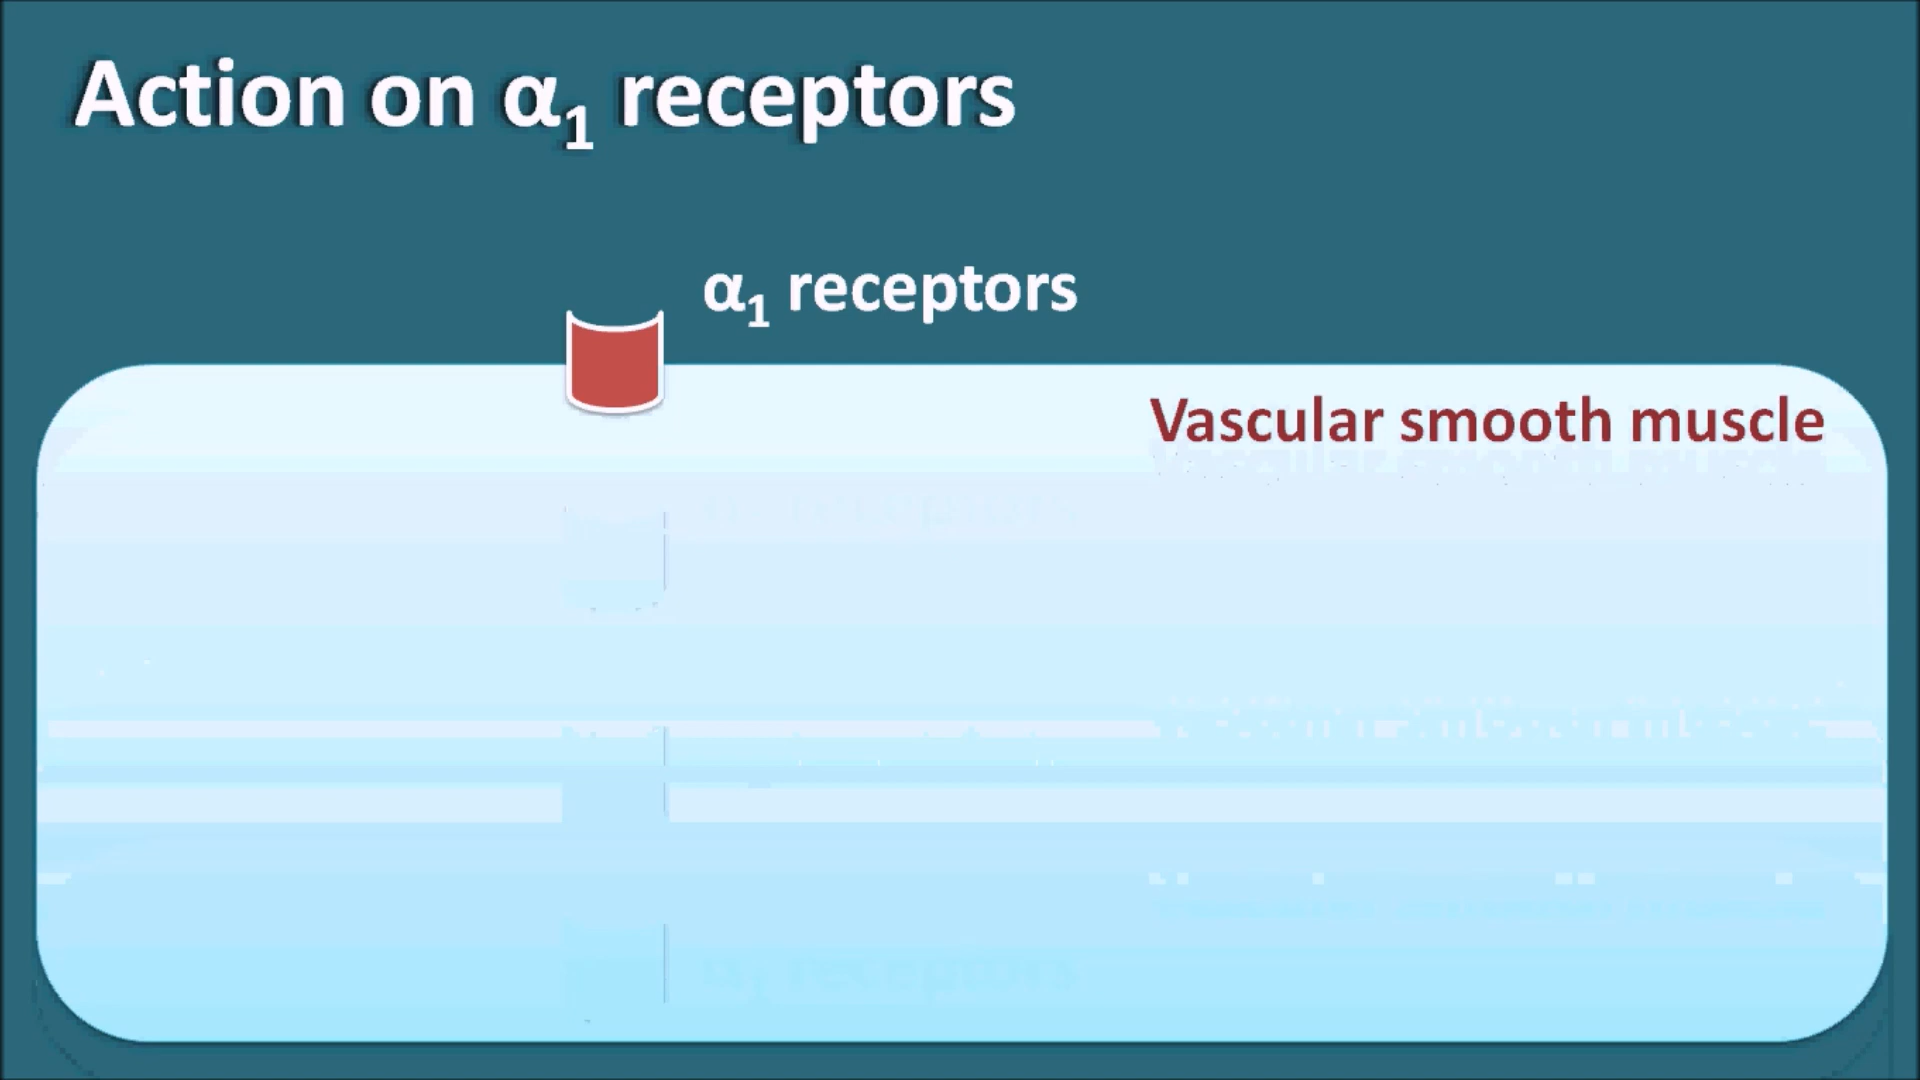 Action on α₁ receptors
α₁ receptors
Vascular smooth muscle